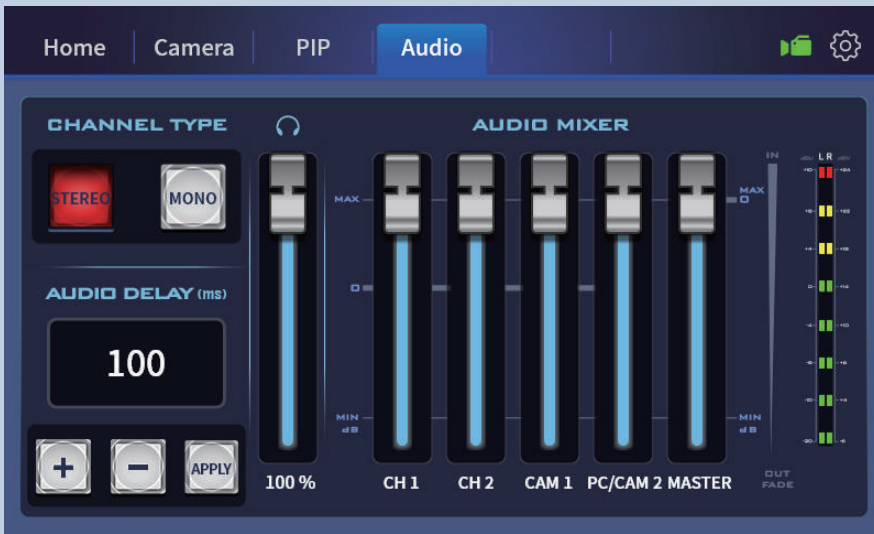 Home Camera PIP Audio
CHANNEL TYPE
AUDIO MIXER
STEREO MONO
AUDIO DELAY (ms)
100
+ - APPLY
100 %
MAX
0
MIN
dB
CH 1 CH 2 CAM 1 PC/CAM 2 MASTER
MAX
0
MIN
dB
IN
OUT
FADE
L R